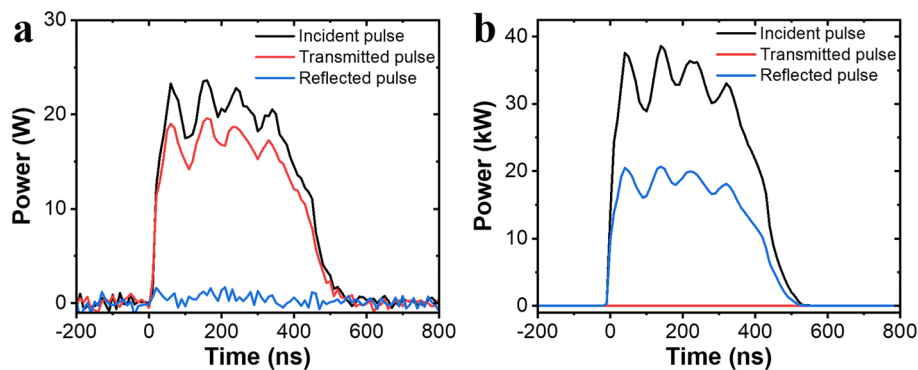 a
30
20
10
0
Power (W)
Incident pulse
Transmitted pulse
Reflected pulse
-200 0 200 400 600 800
Time (ns)
b
40
30
20
10
0
Power (kW)
Incident pulse
Transmitted pulse
Reflected pulse
-200 0 200 400 600 800
Time (ns)